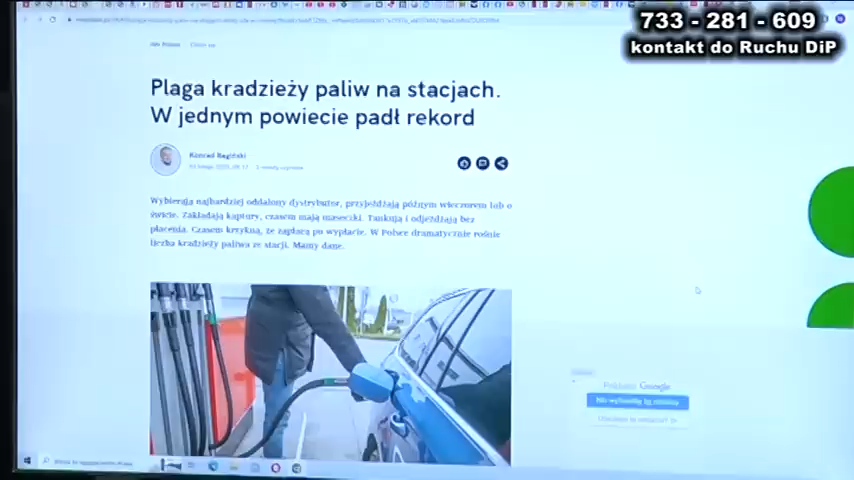 733 - 281 - 609
kontakt do Ruchu DiP
Plaga kradzieży paliw na stacjach.
W jednym powiecie padł rekord
Konrad Bagiński
Wybierają najbardziej oddalony dystrybutor, przyjeżdżają późnym wieczorem lub o
świcie. Zakładają kaptury, czasem mają maseczki. Tankują i odjeżdżają bez
płacenia. Czasem krzykną, że zapłacą po wypłacie. W Polsce dramatycznie rośnie
liczba kradzieży paliwa ze stacji. Mamy dane.
Google